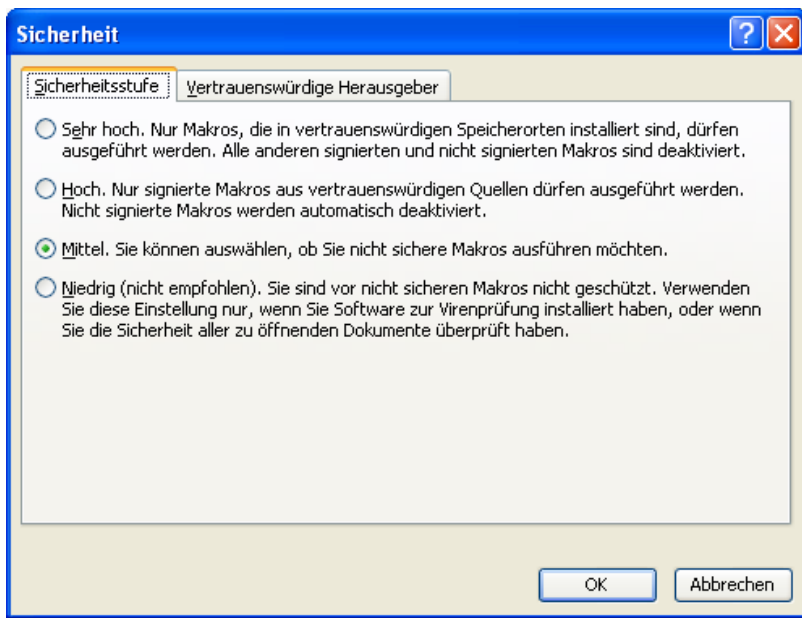 Sicherheit
Sicherheitsstufe Vertrauenswürdige Herausgeber
Sehr hoch. Nur Makros, die in vertrauenswürdigen Speicherorten installiert sind, dürfen
ausgeführt werden. Alle anderen signierten und nicht signierten Makros sind deaktiviert.
Hoch. Nur signierte Makros aus vertrauenswürdigen Quellen dürfen ausgeführt werden.
Nicht signierte Makros werden automatisch deaktiviert.
Mittel. Sie können auswählen, ob Sie nicht sichere Makros ausführen möchten.
Niedrig (nicht empfohlen). Sie sind vor nicht sicheren Makros nicht geschützt. Verwenden
Sie diese Einstellung nur, wenn Sie Software zur Virenprüfung installiert haben, oder wenn
Sie die Sicherheit aller zu öffnenden Dokumente überprüft haben.
OK Abbrechen